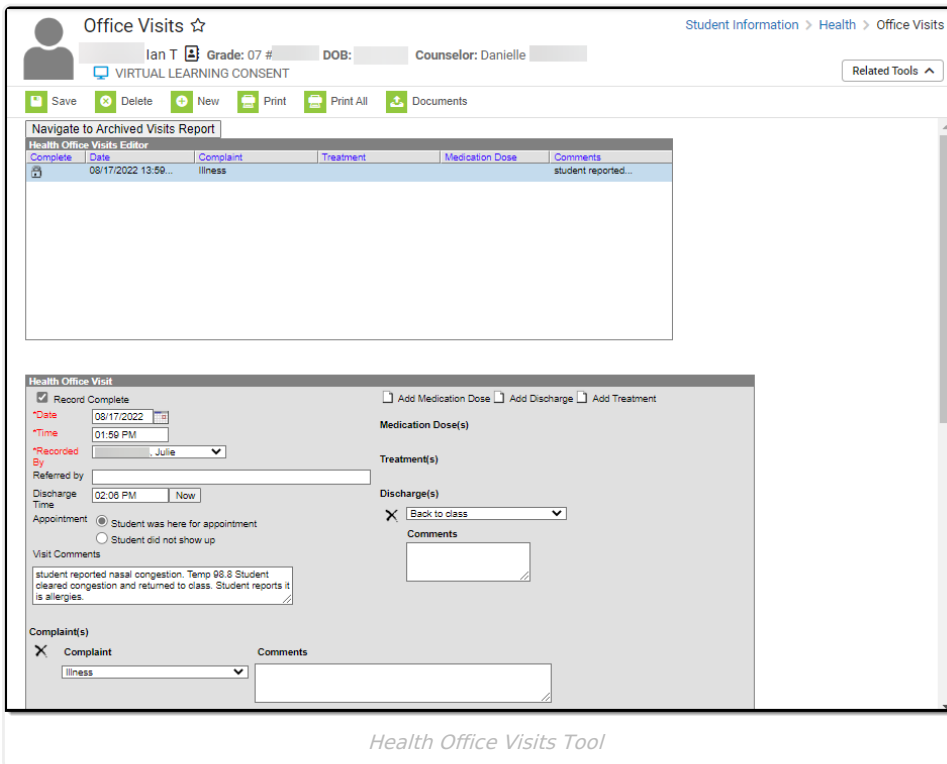 Office Visits
Student Information > Health > Office Visits
Ian T Grade: 07 # DOB: Counselor: Danielle
VIRTUAL LEARNING CONSENT
Related Tools
Save Delete New Print Print All Documents
Navigate to Archived Visits Report
Health Office Visits Editor
Complete Date Complaint Treatment Medication Dose Comments
08/17/2022 13:59... Illness student reported...
Health Office Visit
Record Complete
Add Medication Dose Add Discharge Add Treatment
*Date 08/17/2022
Medication Dose(s)
*Time 01:59 PM
*Recorded By , Julie
Treatment(s)
Referred by
Discharge Time 02:06 PM Now
Discharge(s)
Back to class
Appointment Student was here for appointment
Student did not show up
Comments
Visit Comments
student reported nasal congestion. Temp 98.8 Student
cleared congestion and returned to class. Student reports it
is allergies.
Complaint(s)
Complaint Comments
Illness
Health Office Visits Tool